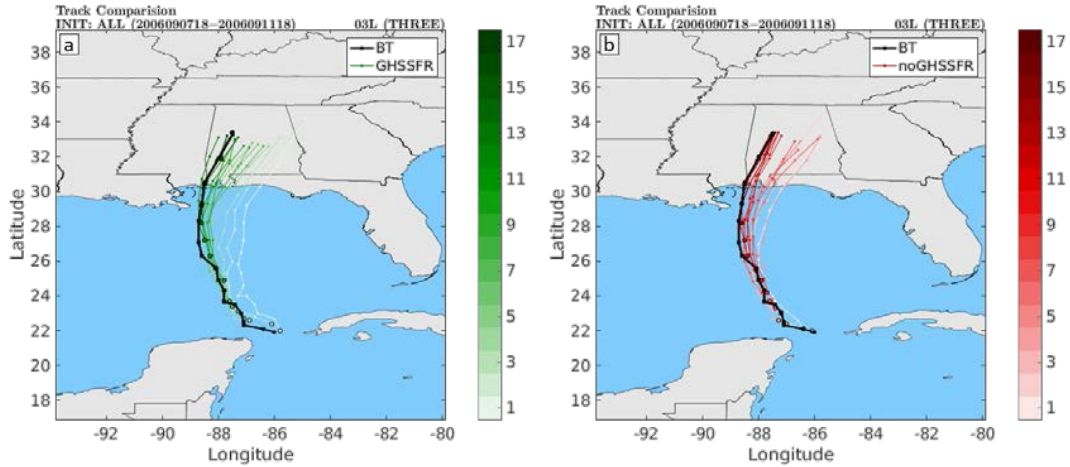 Track Comparision
INIT: ALL (2006090718−2006091118) 03L (THREE)
a
BT
GHSSFR
38
36
34
32
30
28
26
24
22
20
18
Latitude
-92 -90 -88 -86 -84 -82 -80
Longitude
17
15
13
11
9
7
5
3
1
Track Comparision
INIT: ALL (2006090718−2006091118) 03L (THREE)
b
BT
noGHSSFR
38
36
34
32
30
28
26
24
22
20
18
Latitude
-92 -90 -88 -86 -84 -82 -80
Longitude
17
15
13
11
9
7
5
3
1